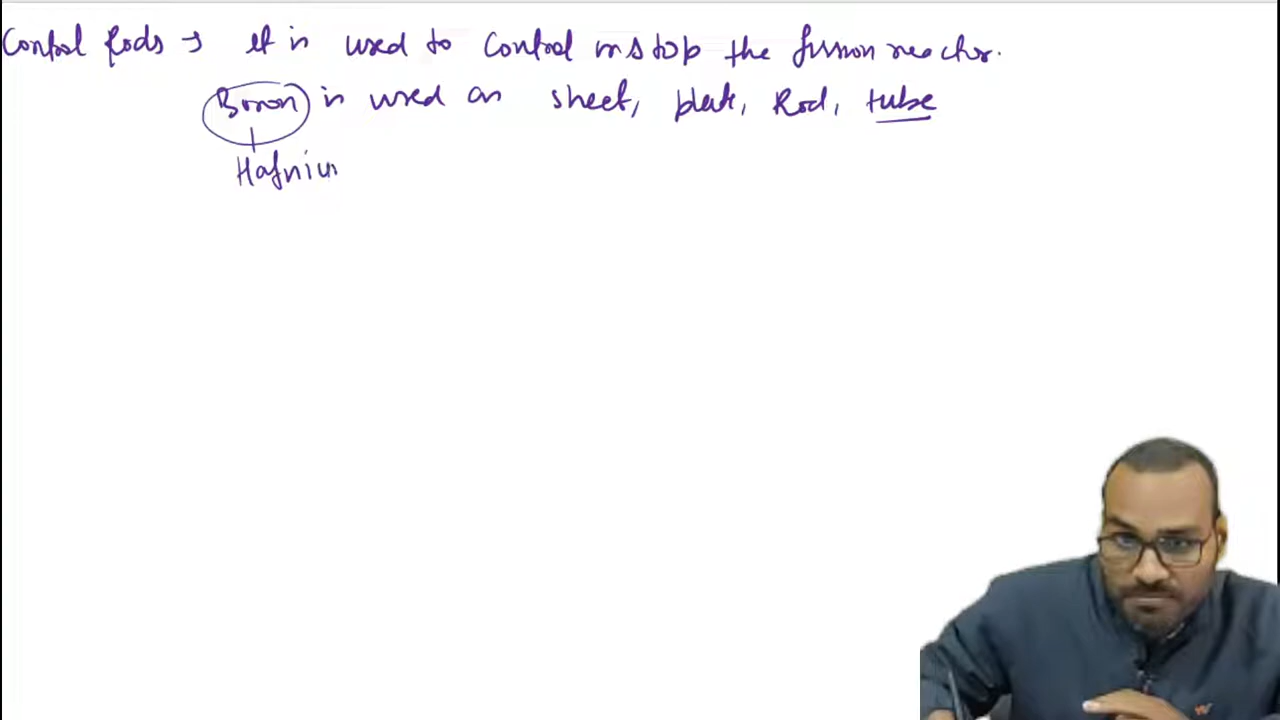 Control Rods → It is used to Control or stop the fission reactor.
Boron is used as sheet, plate, Rod, tube
Hafniu